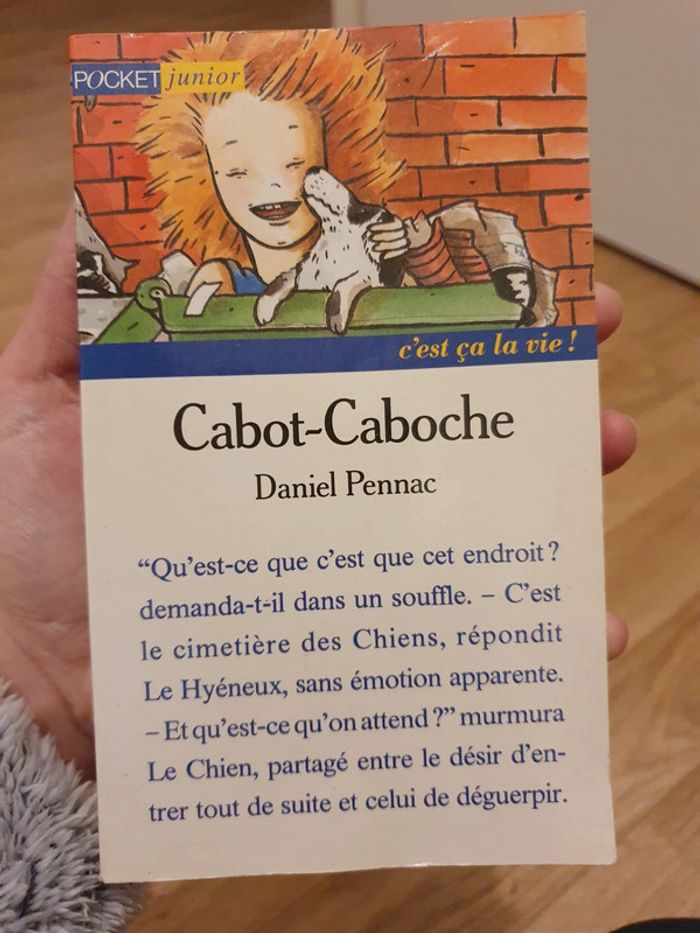 POCKET junior
c'est ça la vie !
Cabot-Caboche
Daniel Pennac
“Qu'est-ce que c'est que cet endroit ?
demanda-t-il dans un souffle. – C'est
le cimetière des Chiens, répondit
Le Hyéneux, sans émotion apparente.
– Et qu'est-ce qu'on attend ?” murmura
Le Chien, partagé entre le désir d'en-
trer tout de suite et celui de déguerpir.